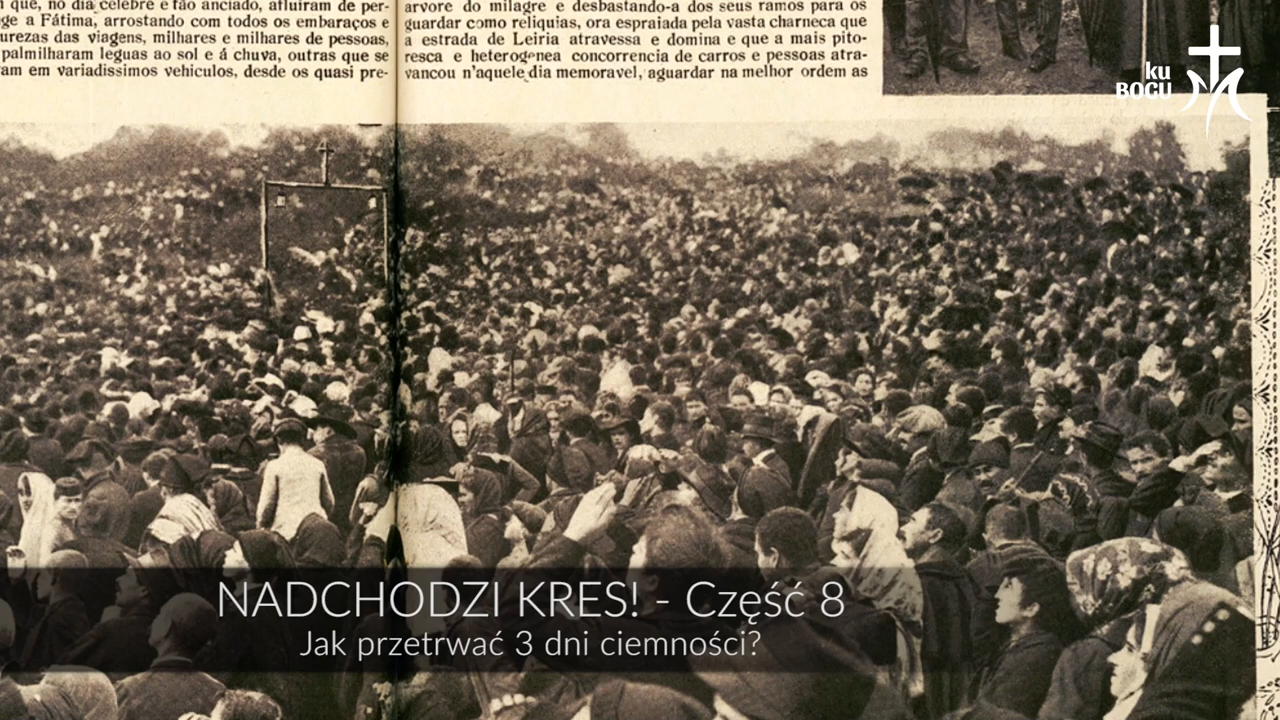 que, no dia celebre e tão anciado, afluiram de per-
ge a Fátima, arrostando com todos os embaraços e
urezas das viagens, milhares e milhares de pessoas,
palmilharam leguas ao sol e á chuva, outras que se
am em variadissimos vehiculos, desde os quasi pre-
arvore do milagre e desbastando-a dos seus ramos para os
guardar como reliquias, ora espraiada pela vasta charneca que
a estrada de Leiria atravessa e domina e que a mais pito-
resca e heterogenea concorrencia de carros e pessoas atra-
vancou n'aquele dia memoravel, aguardar na melhor ordem as
ku
BOGU
NADCHODZI KRES! - Część 8
Jak przetrwać 3 dni ciemności?